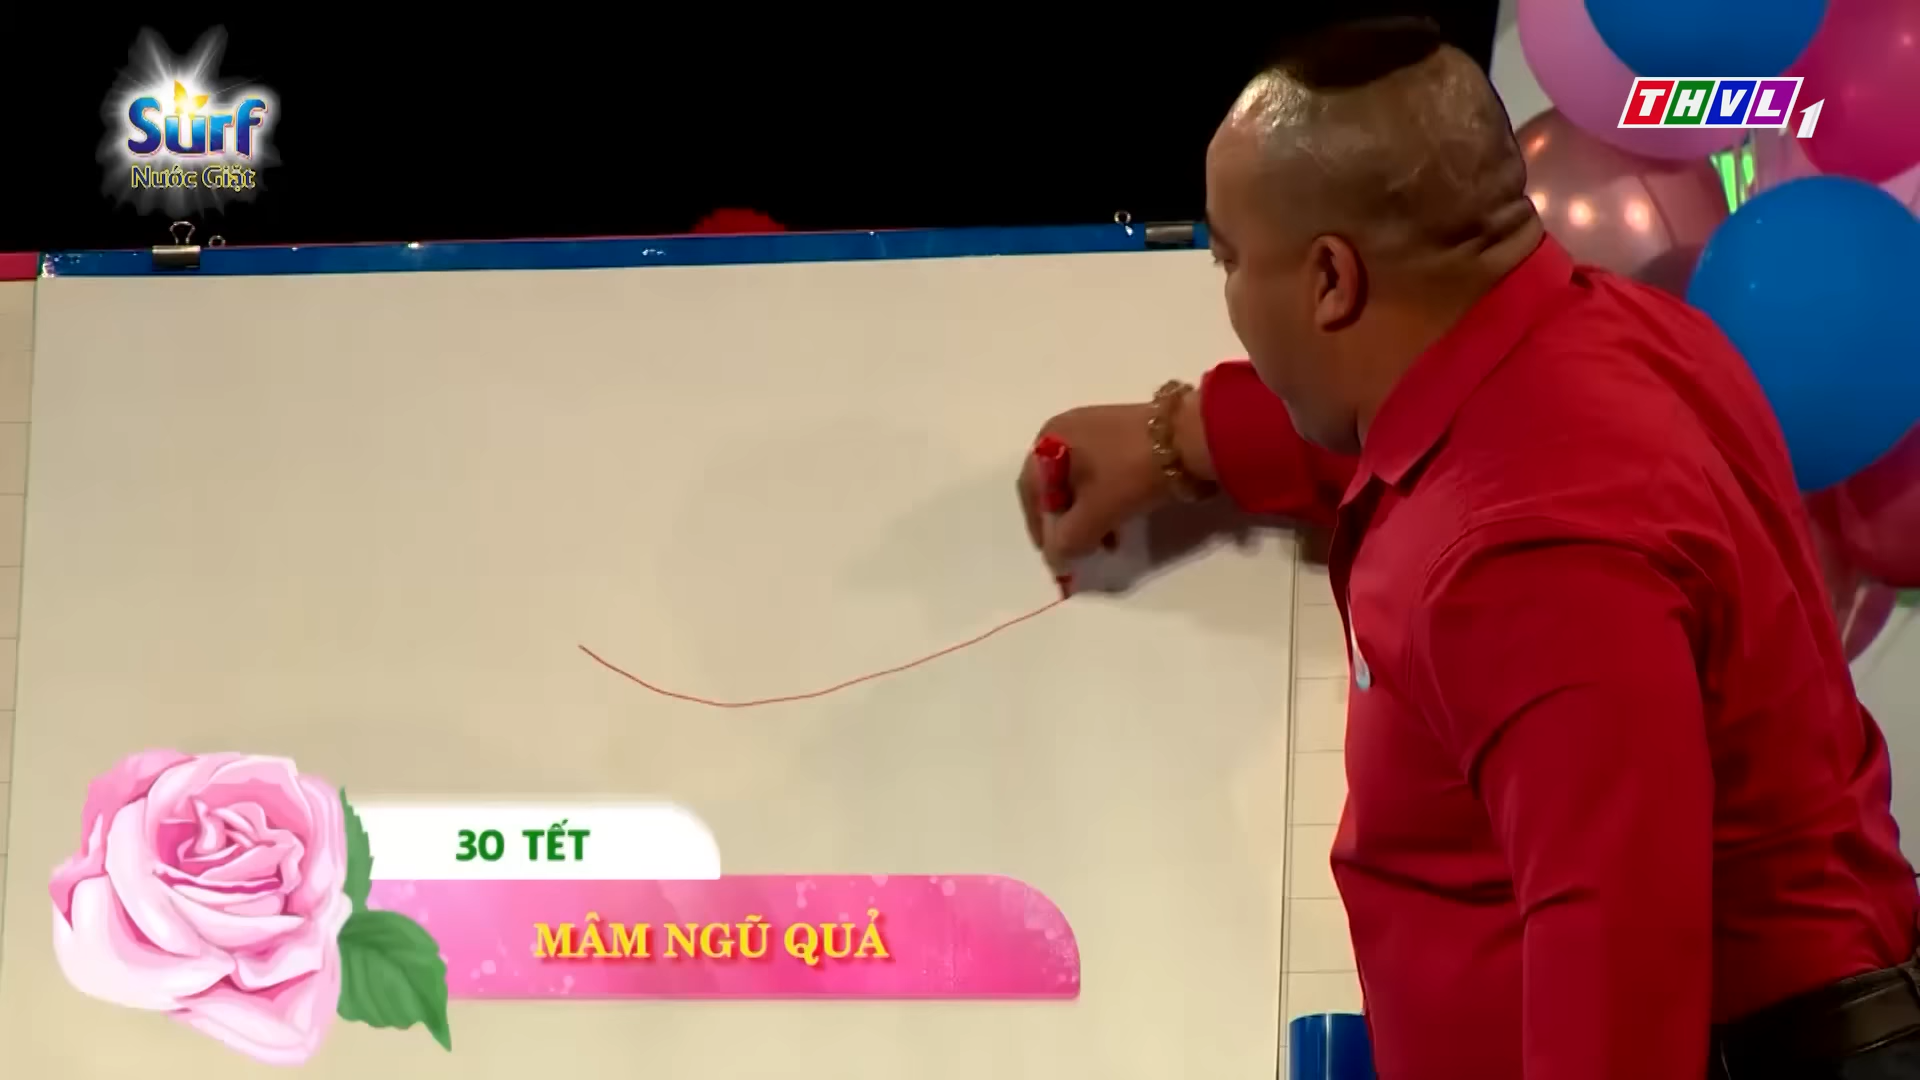 Surf
Nước Giặt
THVL1
30 TẾT
MÂM NGŨ QUẢ